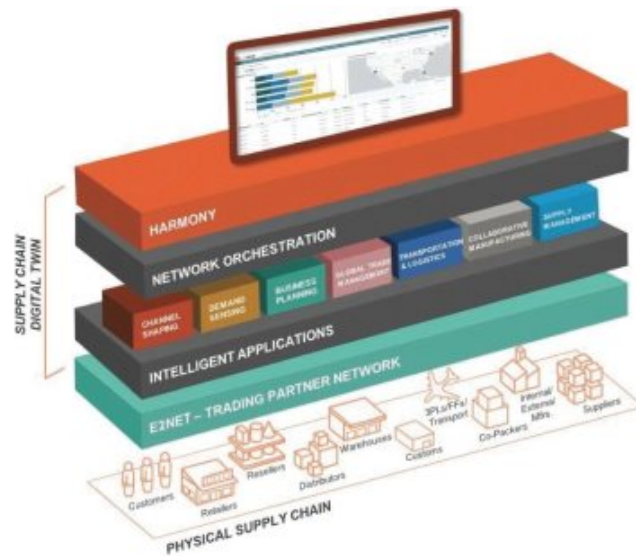 HARMONY
SUPPLY CHAIN
DIGITAL TWIN
NETWORK ORCHESTRATION
CHANNEL
SHAPING
DEMAND
SENSING
BUSINESS
PLANNING
GLOBAL TRADE
MANAGEMENT
TRANSPORTATION
& LOGISTICS
COLLABORATIVE
MANUFACTURING
SUPPLY
MANAGEMENT
INTELLIGENT APPLICATIONS
E2NET – TRADING PARTNER NETWORK
Customers
Retailers
Resellers
Distributors
Warehouses
3PLs/FFs/
Transport
Customs
Co-Packers
Internal/
External
Mfrs.
Suppliers
PHYSICAL SUPPLY CHAIN